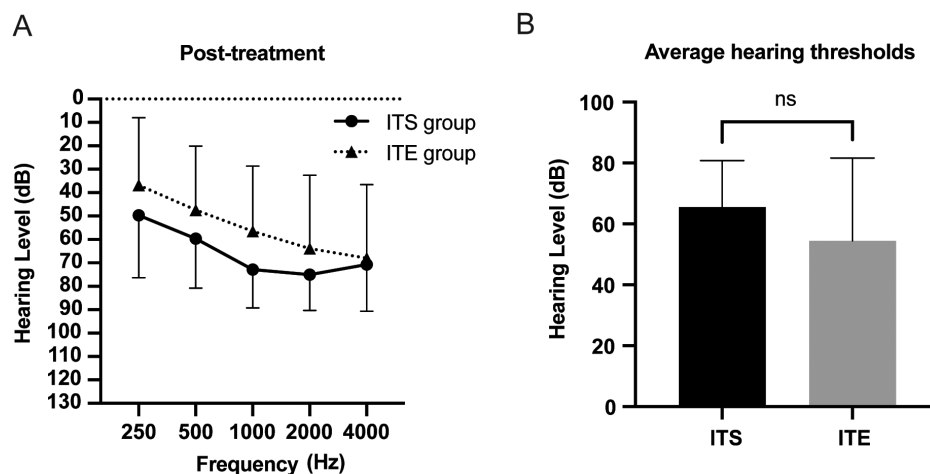 A
Post-treatment
Hearing Level (dB)
0
10
20
30
40
50
60
70
80
90
100
110
120
130
ITS group
ITE group
250 500 1000 2000 4000
Frequency (Hz)
B
Average hearing thresholds
ns
Hearing Level (dB)
100
80
60
40
20
0
ITS ITE